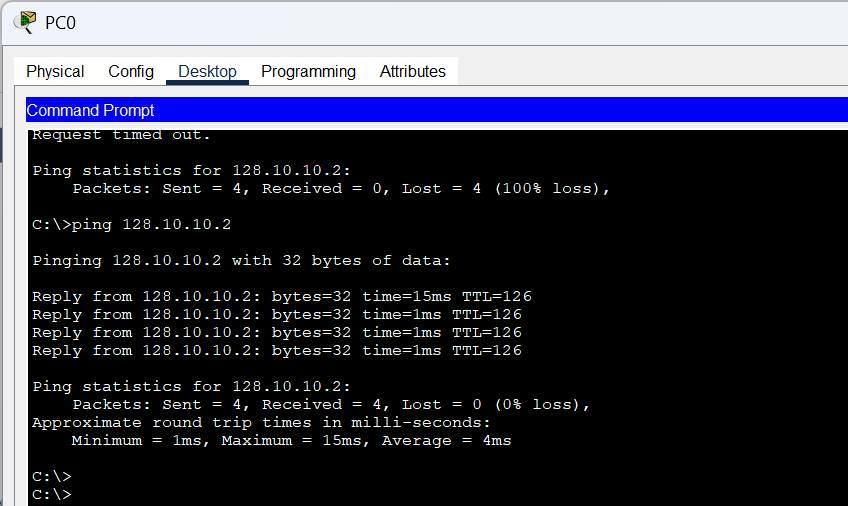 PC0
Physical Config Desktop Programming Attributes
Command Prompt
Request timed out.
Ping statistics for 128.10.10.2:
    Packets: Sent = 4, Received = 0, Lost = 4 (100% loss),
C:\>ping 128.10.10.2
Pinging 128.10.10.2 with 32 bytes of data:
Reply from 128.10.10.2: bytes=32 time=15ms TTL=126
Reply from 128.10.10.2: bytes=32 time=1ms TTL=126
Reply from 128.10.10.2: bytes=32 time=1ms TTL=126
Reply from 128.10.10.2: bytes=32 time=1ms TTL=126
Ping statistics for 128.10.10.2:
    Packets: Sent = 4, Received = 4, Lost = 0 (0% loss),
Approximate round trip times in milli-seconds:
    Minimum = 1ms, Maximum = 15ms, Average = 4ms
C:\>
C:\>